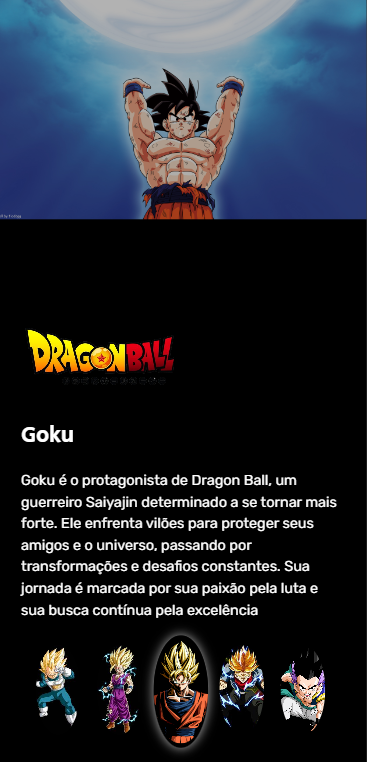 DRAGONBALL
Goku
Goku é o protagonista de Dragon Ball, um
guerreiro Saiyajin determinado a se tornar mais
forte. Ele enfrenta vilões para proteger seus
amigos e o universo, passando por
transformações e desafios constantes. Sua
jornada é marcada por sua paixão pela luta e
sua busca contínua pela excelência